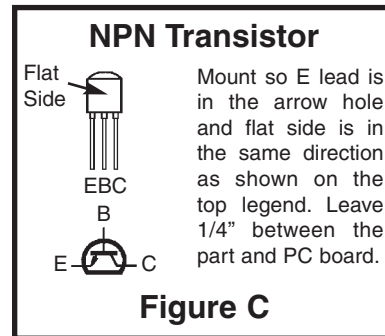 NPN Transistor
Flat
Side
EBC
B
E
C
Mount so E lead is
in the arrow hole
and flat side is in
the same direction
as shown on the
top legend. Leave
1/4” between the
part and PC board.
Figure C